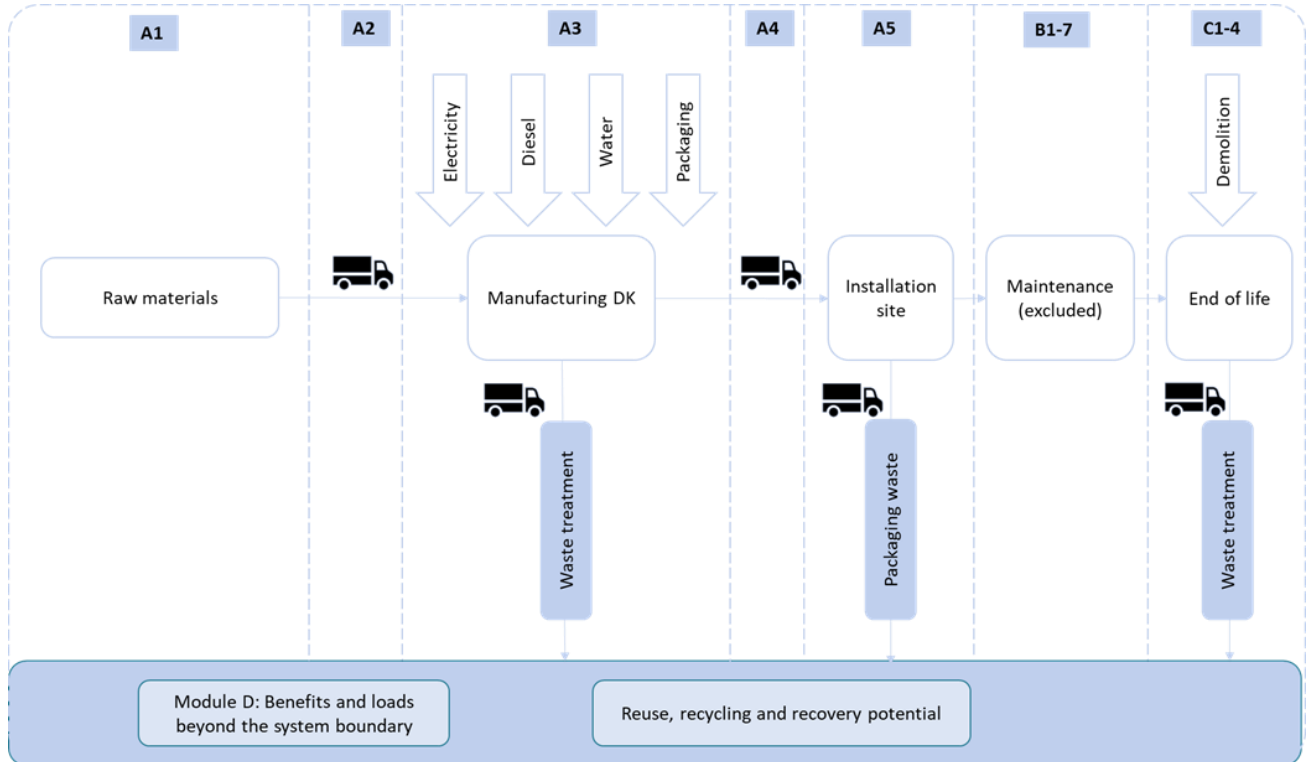 A1
A2
A3
A4
A5
B1-7
C1-4
Electricity
Diesel
Water
Packaging
Demolition
Raw materials
Manufacturing DK
Installation
site
Maintenance
(excluded)
End of life
Waste treatment
Packaging waste
Waste treatment
Module D: Benefits and loads
beyond the system boundary
Reuse, recycling and recovery potential